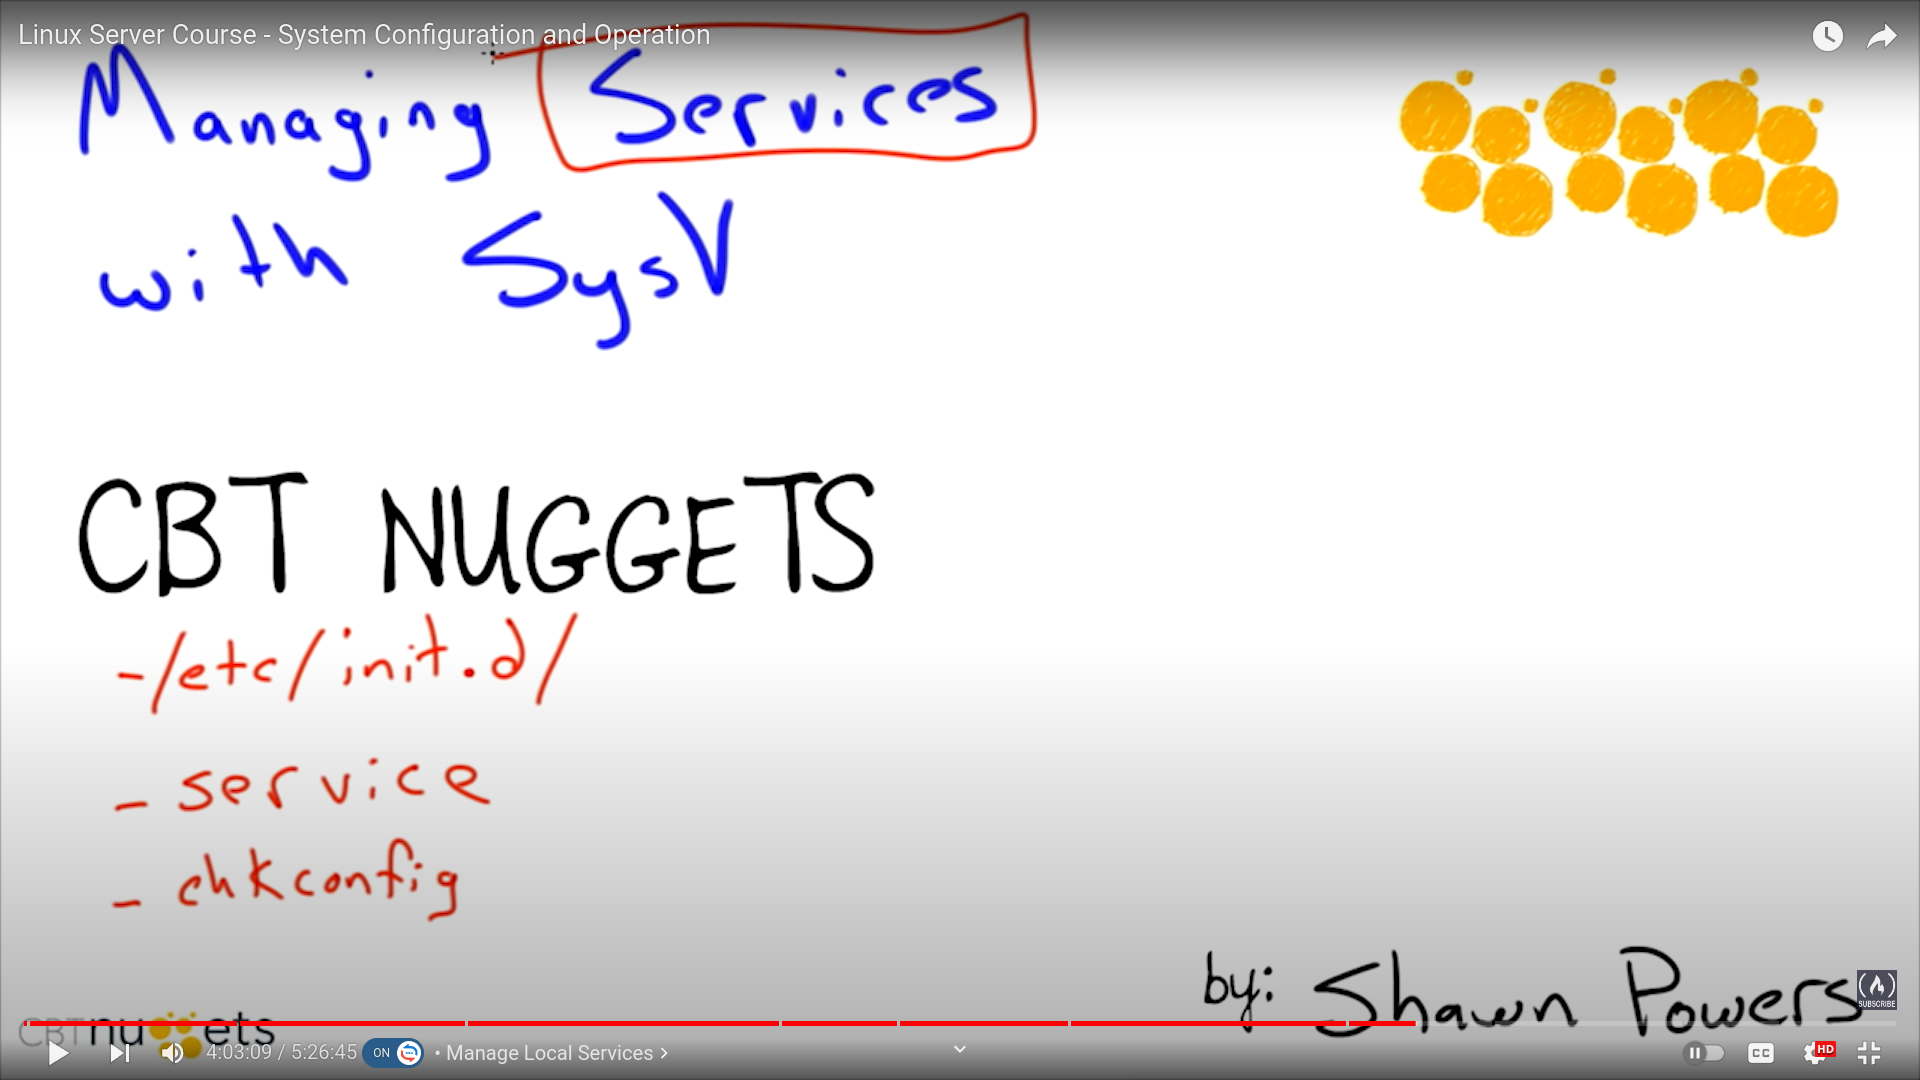 Linux Server Course - System Configuration and Operation
Managing Services
with SysV
CBT NUGGETS
-/etc/init.d/
- service
- chkconfig
by: Shawn Powers
SUBSCRIBE
CBTnuggets
4:03:09 / 5:26:45 ON • Manage Local Services >
CC HD